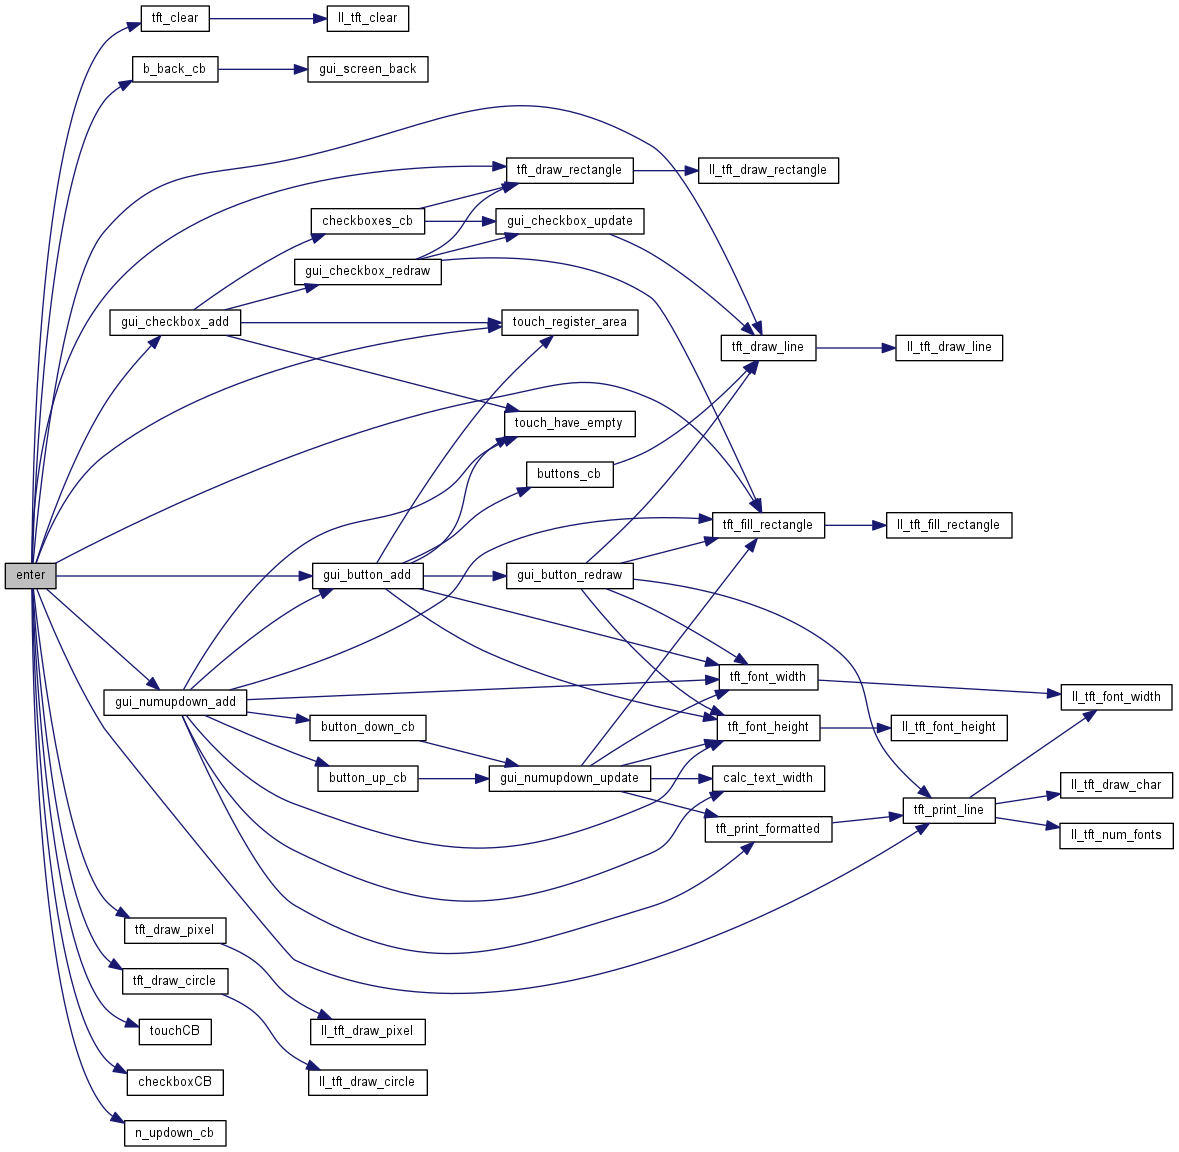 tft_clear
ll_tft_clear
b_back_cb
gui_screen_back
tft_draw_rectangle
ll_tft_draw_rectangle
checkboxes_cb
gui_checkbox_update
gui_checkbox_redraw
gui_checkbox_add
touch_register_area
tft_draw_line
ll_tft_draw_line
touch_have_empty
buttons_cb
tft_fill_rectangle
ll_tft_fill_rectangle
enter
gui_button_add
gui_button_redraw
tft_font_width
ll_tft_font_width
gui_numupdown_add
button_down_cb
tft_font_height
ll_tft_font_height
button_up_cb
gui_numupdown_update
calc_text_width
ll_tft_draw_char
tft_print_line
tft_print_formatted
ll_tft_num_fonts
tft_draw_pixel
tft_draw_circle
touchCB
ll_tft_draw_pixel
checkboxCB
ll_tft_draw_circle
n_updown_cb